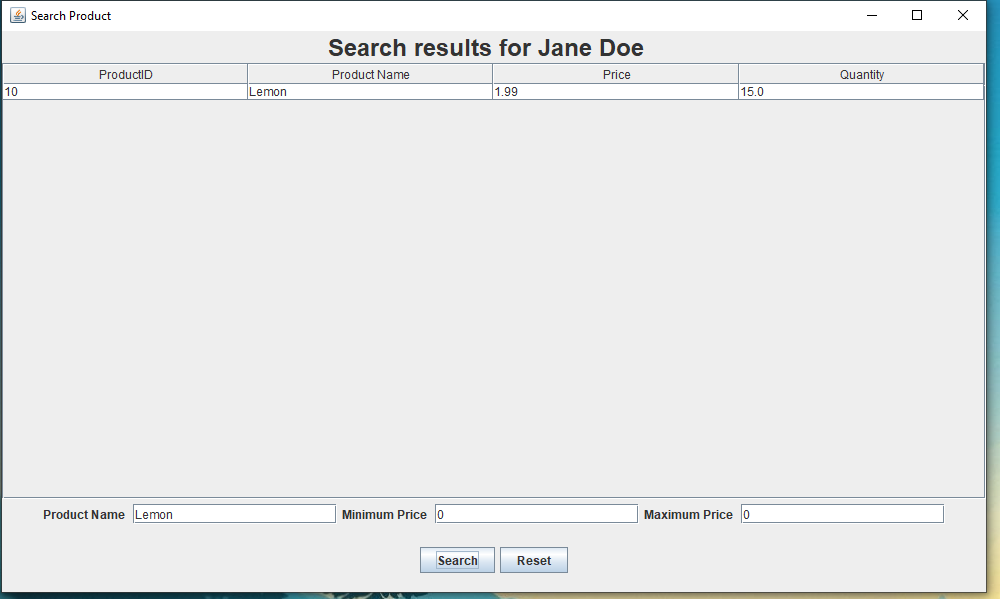 Search Product
Search results for Jane Doe
ProductID Product Name Price Quantity
10 Lemon 1.99 15.0
Product Name Lemon Minimum Price 0 Maximum Price 0
Search Reset